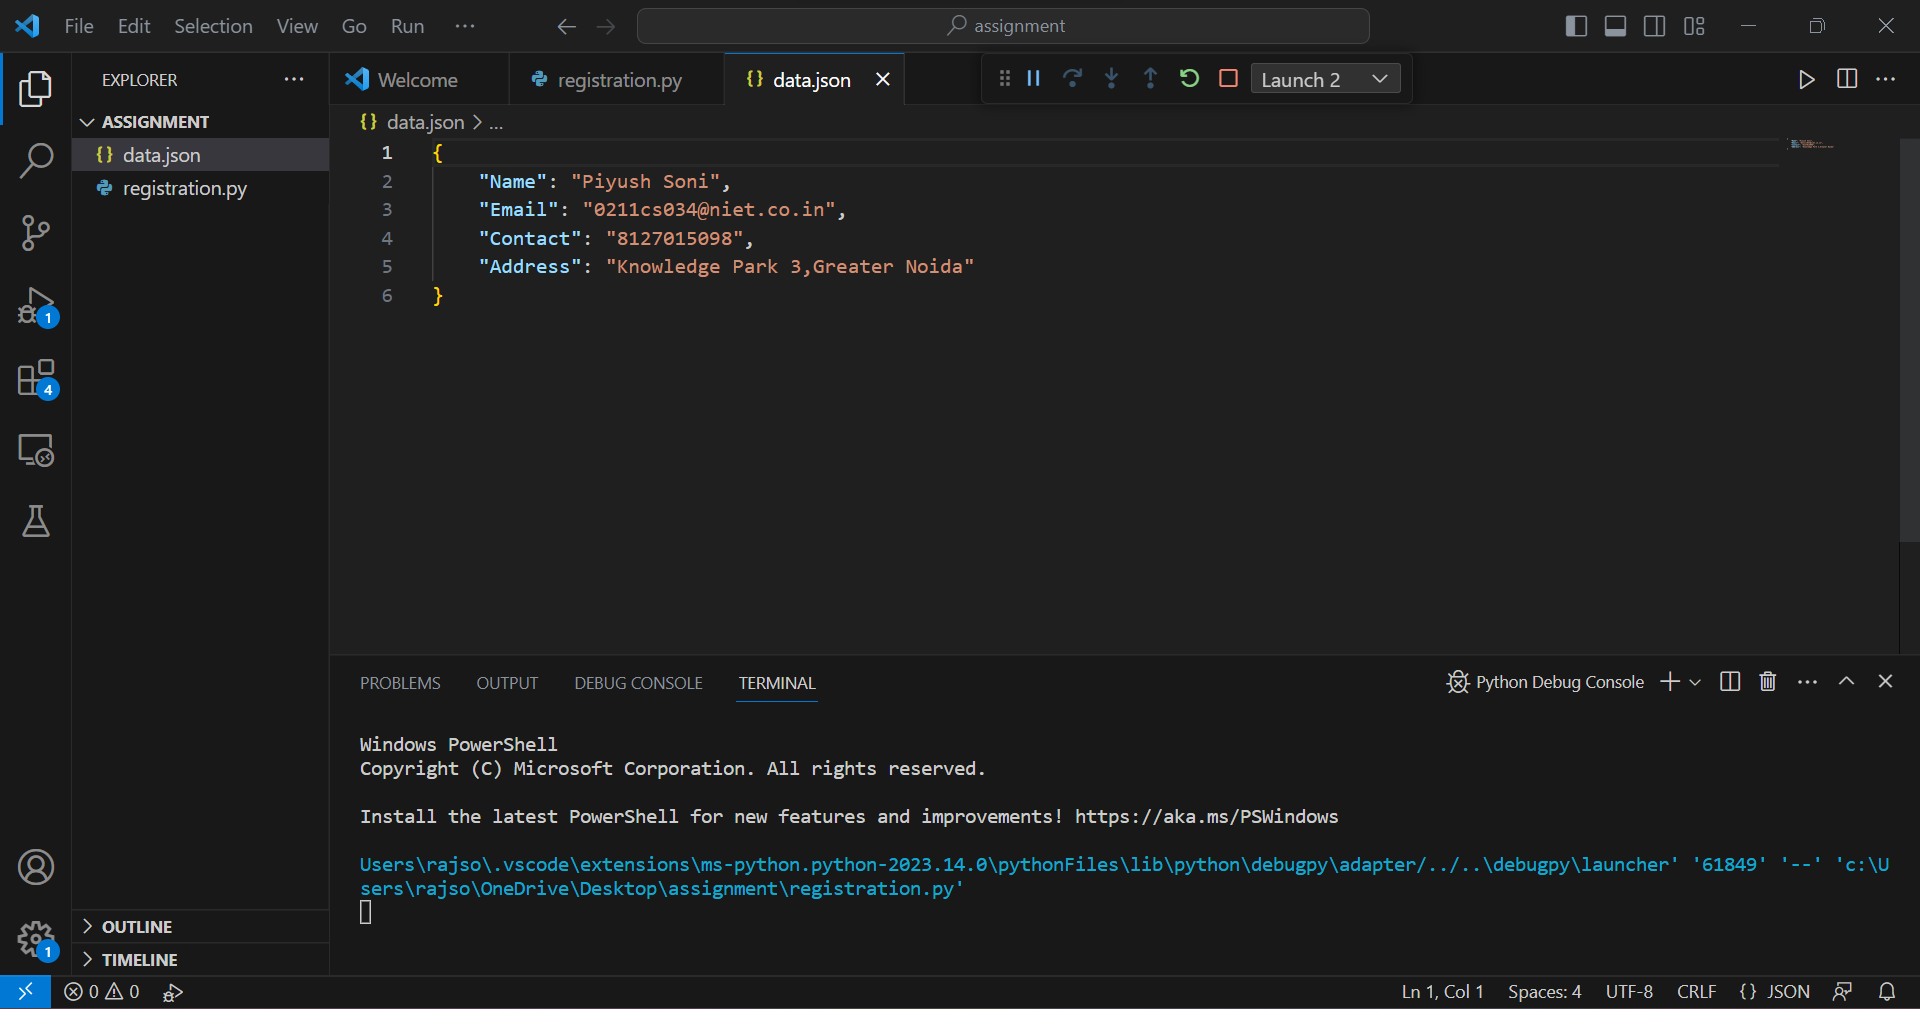 File Edit Selection View Go Run ··· assignment
EXPLORER ···
Welcome registration.py {} data.json
Launch 2
ASSIGNMENT
{} data.json
registration.py
{} data.json > ...
1 {
2 "Name": "Piyush Soni",
3 "Email": "0211cs034@niet.co.in",
4 "Contact": "8127015098",
5 "Address": "Knowledge Park 3,Greater Noida"
6 }
1
4
PROBLEMS OUTPUT DEBUG CONSOLE TERMINAL
Python Debug Console
Windows PowerShell
Copyright (C) Microsoft Corporation. All rights reserved.
Install the latest PowerShell for new features and improvements! https://aka.ms/PSWindows
Users\rajso\.vscode\extensions\ms-python.python-2023.14.0\pythonFiles\lib\python\debugpy\adapter/../..\debugpy\launcher' '61849' '--' 'c:\U
sers\rajso\OneDrive\Desktop\assignment\registration.py'
OUTLINE
1
TIMELINE
0 0
Ln 1, Col 1 Spaces: 4 UTF-8 CRLF {} JSON